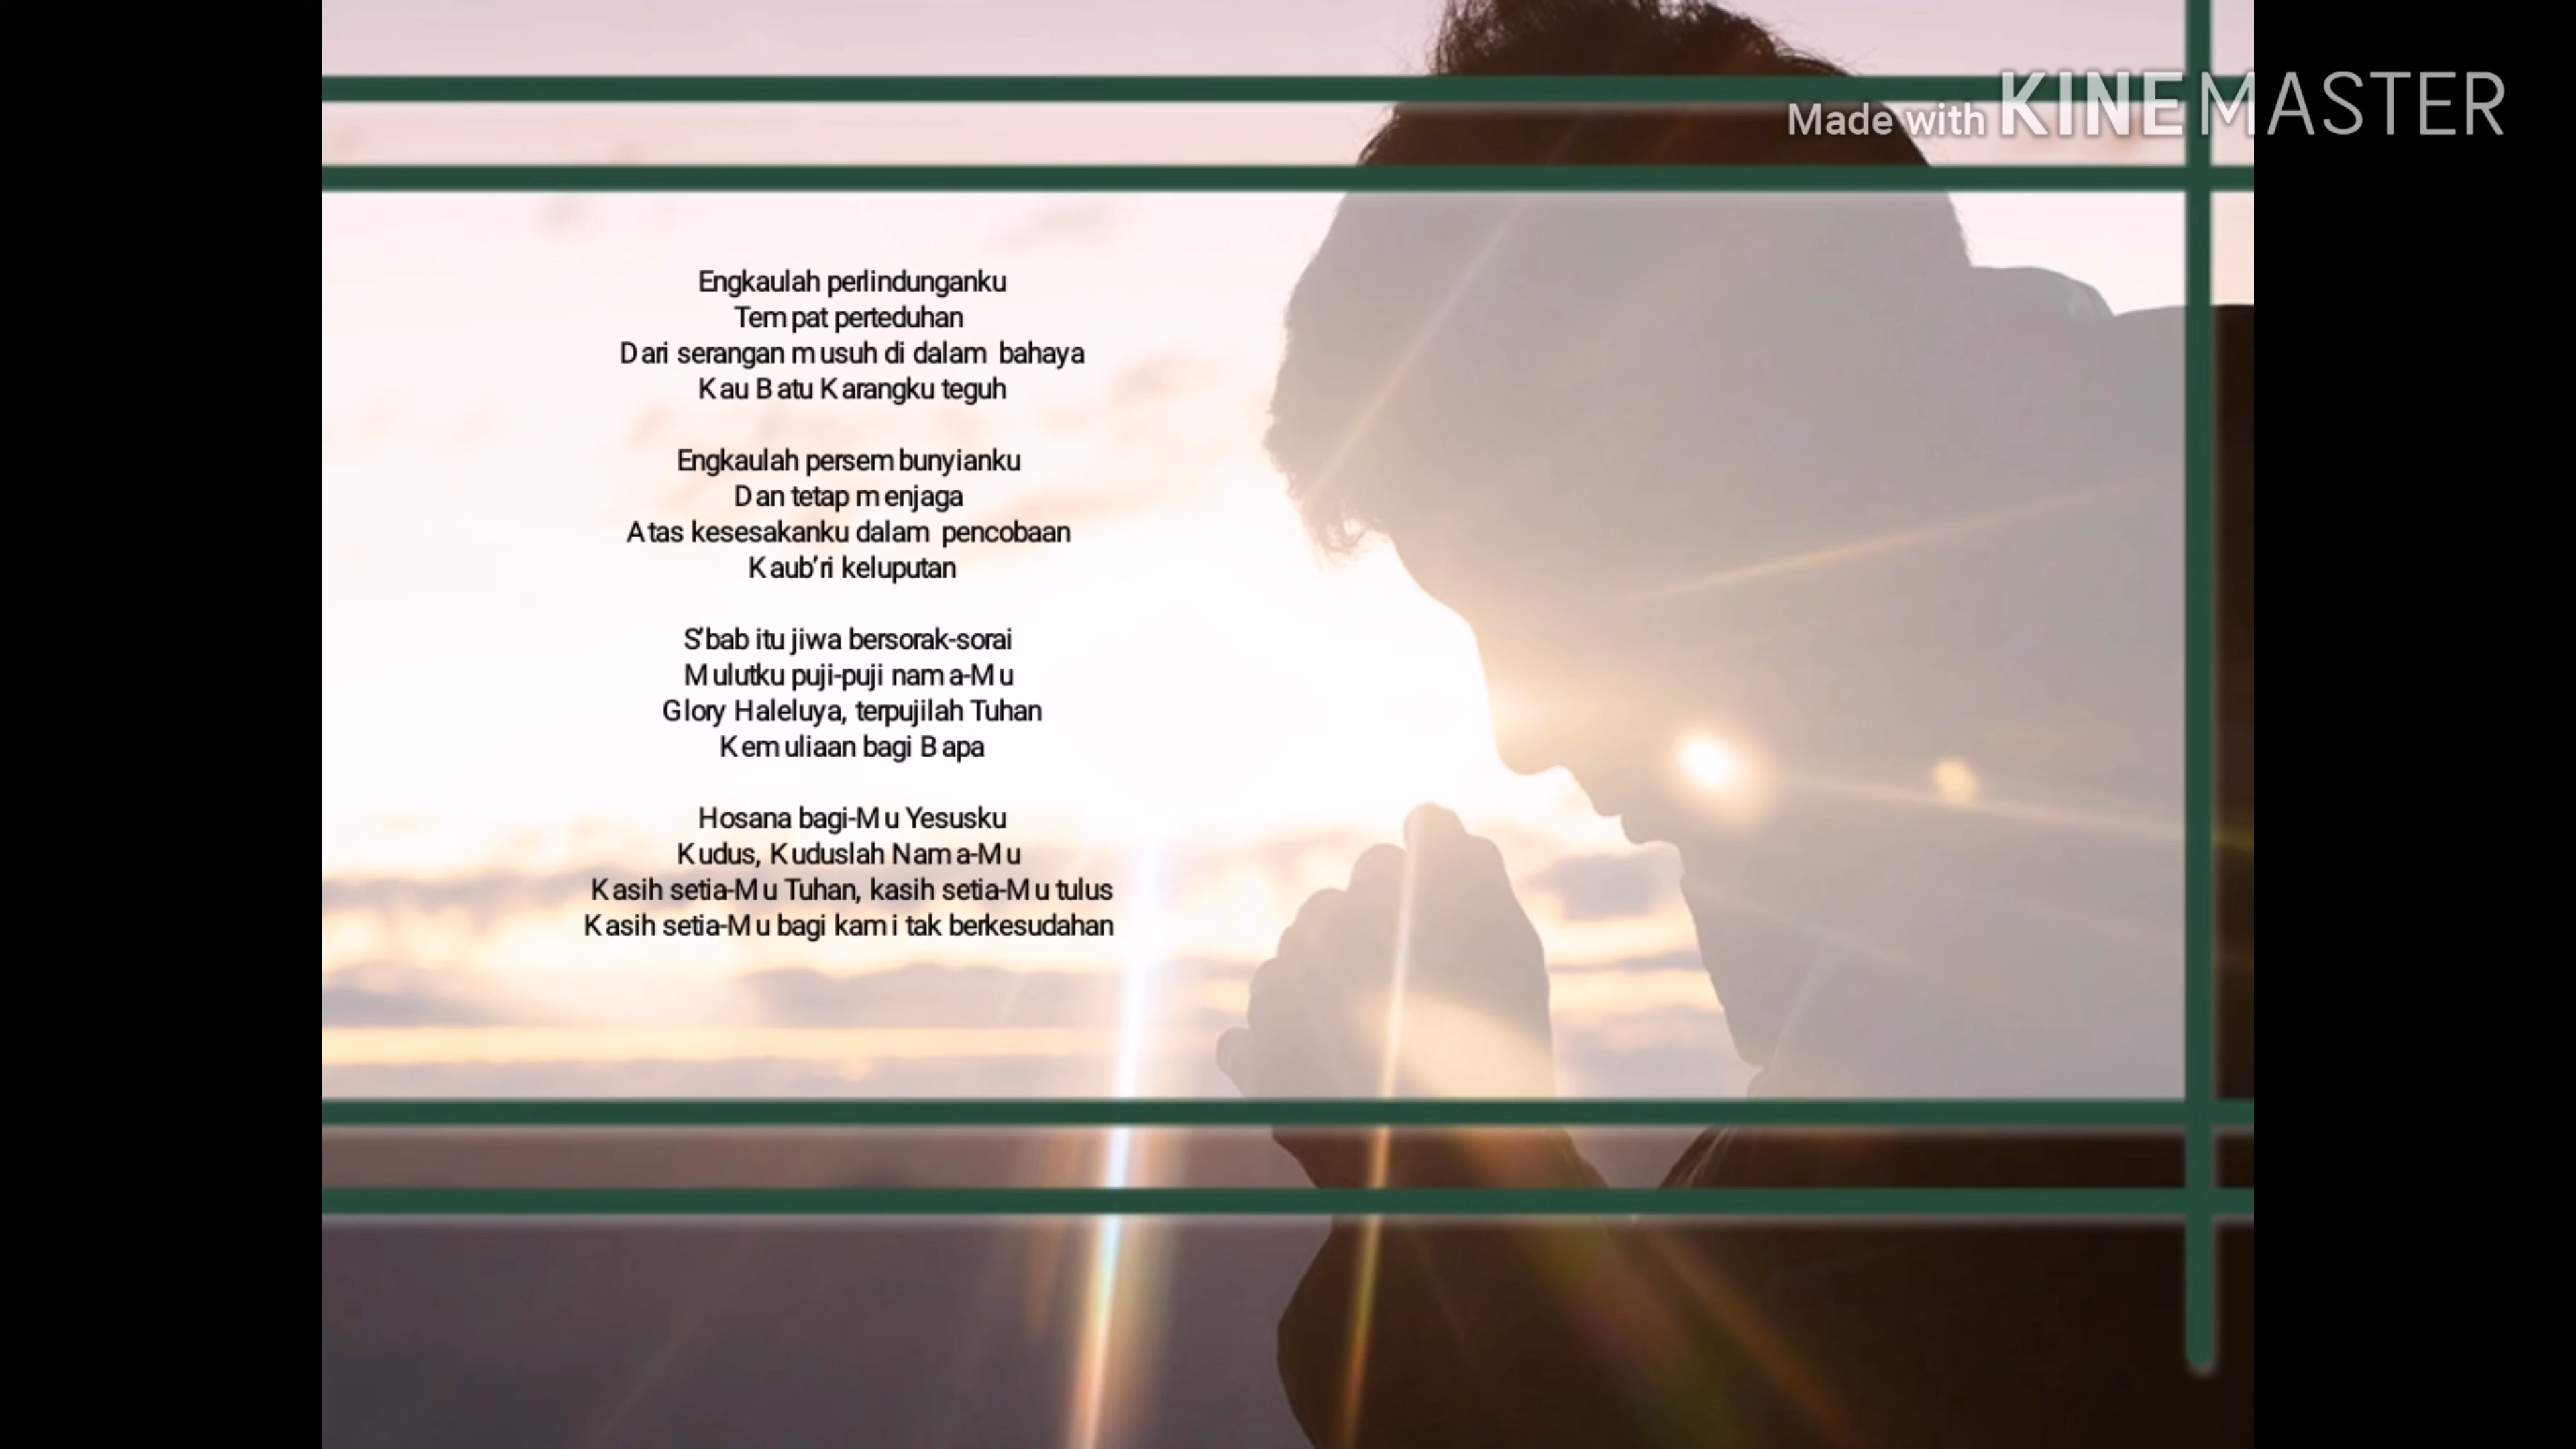 Made with KINEMASTER
Engkaulah perlindunganku
Tempat perteduhan
Dari serangan musuh di dalam bahaya
Kau Batu Karangku teguh
Engkaulah persembunyianku
Dan tetap menjaga
Atas kesesakanku dalam pencobaan
Kaub'ri keluputan
S'bab itu jiwa bersorak-sorai
Mulutku puji-puji nama-Mu
Glory Haleluya, terpujilah Tuhan
Kemuliaan bagi Bapa
Hosana bagi-Mu Yesusku
Kudus, Kuduslah Nama-Mu
Kasih setia-Mu Tuhan, kasih setia-Mu tulus
Kasih setia-Mu bagi kami tak berkesudahan